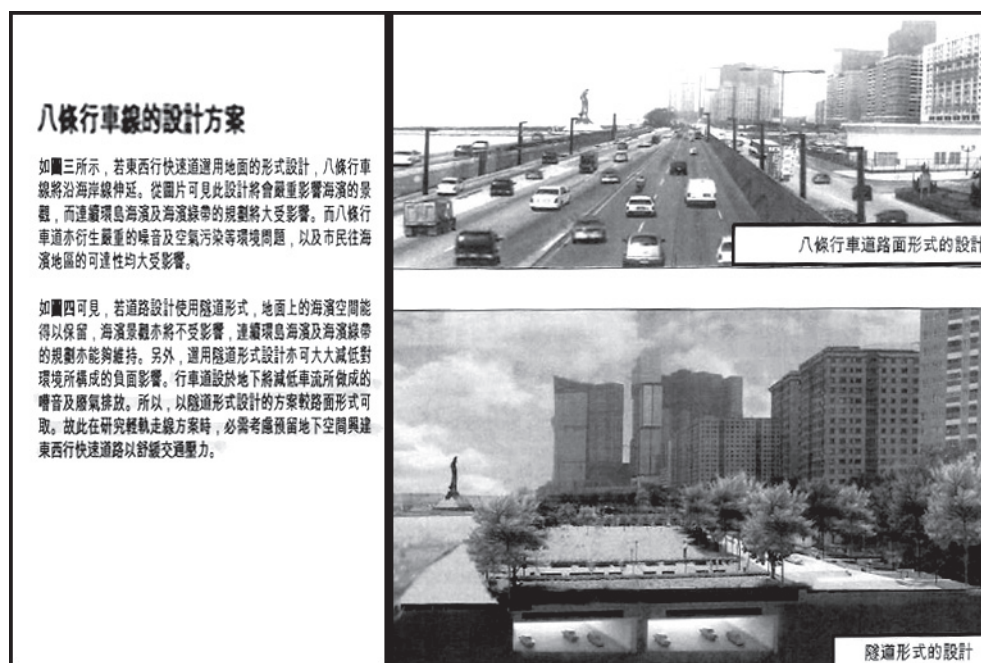 八條行車線的設計方案
如圖三所示，若東西行快速道選用地面的形式設計，八條行車
線將沿海岸線伸延。從圖片可見此設計將會嚴重影響海濱的景
觀，而連續環島海濱及海濱綠帶的規劃將大受影響。而八條行
車道亦衍生嚴重的噪音及空氣污染等環境問題，以及市民往海
濱地區的可達性均大受影響。
如圖四可見，若道路設計使用隧道形式，地面上的海濱空間能
得以保留，海濱景觀亦將不受影響，連續環島海濱及海濱綠帶
的規劃亦能夠維持。另外，選用隧道形式設計亦可大大減低對
環境所構成的負面影響。行車道設於地下將減低車流所做成的
嘈音及廢氣排放。所以，以隧道形式設計的方案較路面形式可
取。故此在研究輕軌走線方案時，必需考慮預留地下空間興建
東西行快速道路以舒緩交通壓力。
八條行車道路面形式的設計
隧道形式的設計